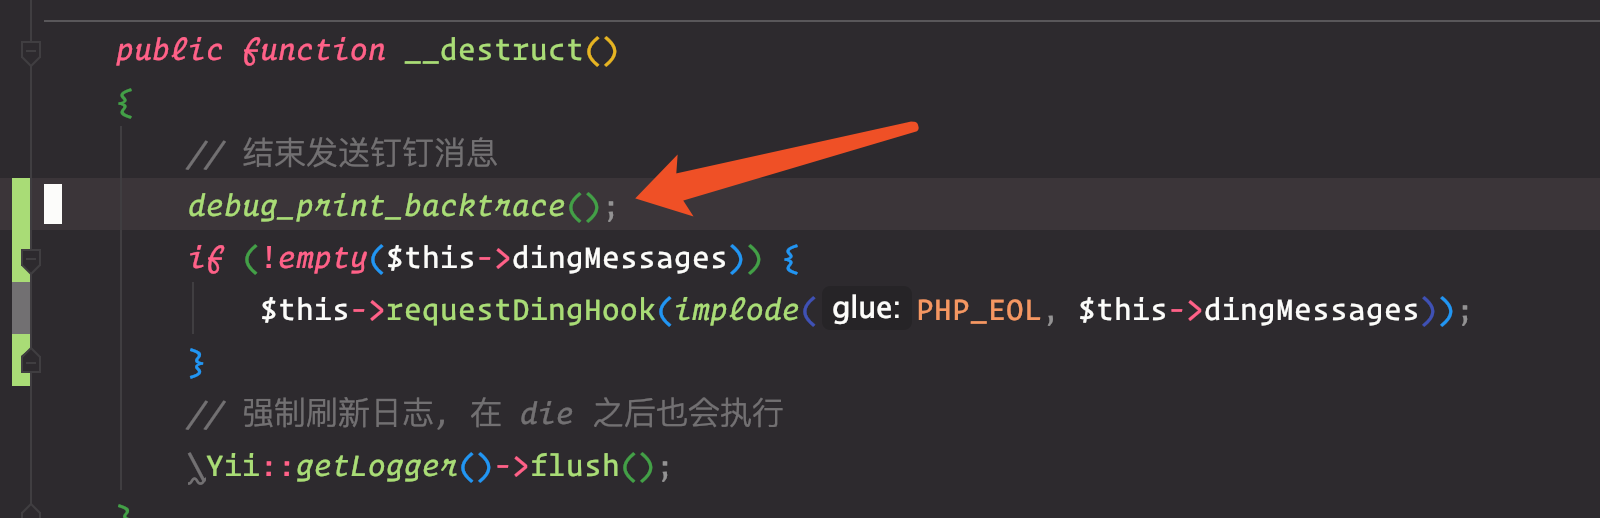 public function __destruct()
{
// 结束发送钉钉消息
debug_print_backtrace();
if (!empty($this->dingMessages)) {
$this->requestDingHook(implode( glue: PHP_EOL, $this->dingMessages));
}
// 强制刷新日志, 在 die 之后也会执行
\Yii::getLogger()->flush();
}